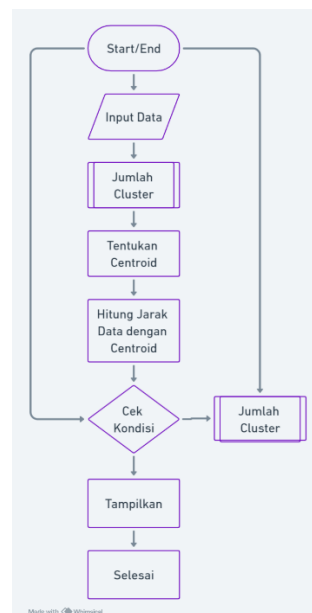 Start/End
Input Data
Jumlah
Cluster
Tentukan
Centroid
Hitung Jarak
Data dengan
Centroid
Cek
Kondisi
Jumlah
Cluster
Tampilkan
Selesai
Made with Whimsical